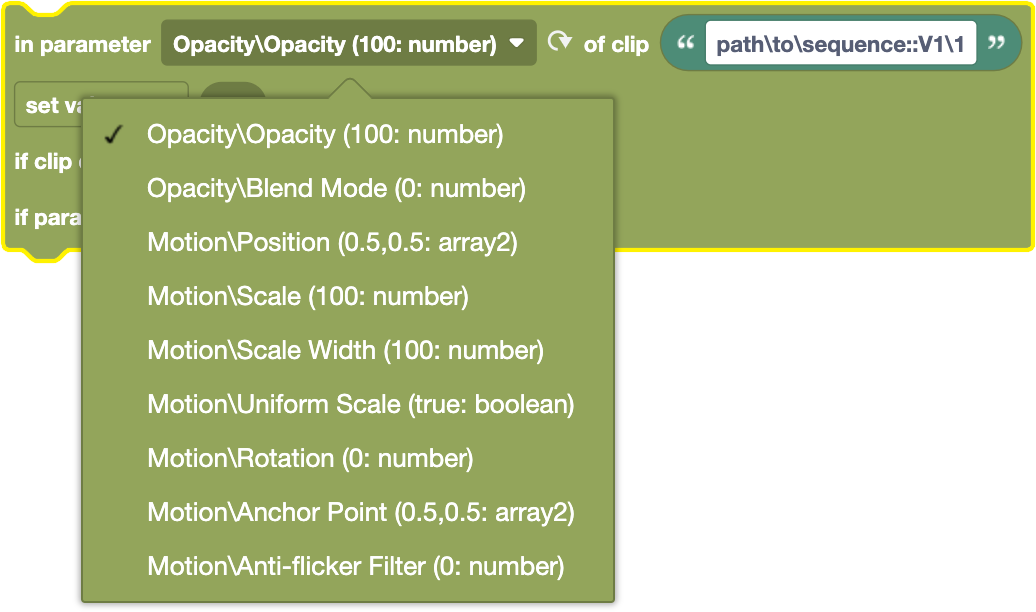 in parameter Opacity\Opacity (100: number) of clip “ path\to\sequence::V1\1 ”
set va
if clip
if para
✓ Opacity\Opacity (100: number)
Opacity\Blend Mode (0: number)
Motion\Position (0.5,0.5: array2)
Motion\Scale (100: number)
Motion\Scale Width (100: number)
Motion\Uniform Scale (true: boolean)
Motion\Rotation (0: number)
Motion\Anchor Point (0.5,0.5: array2)
Motion\Anti-flicker Filter (0: number)